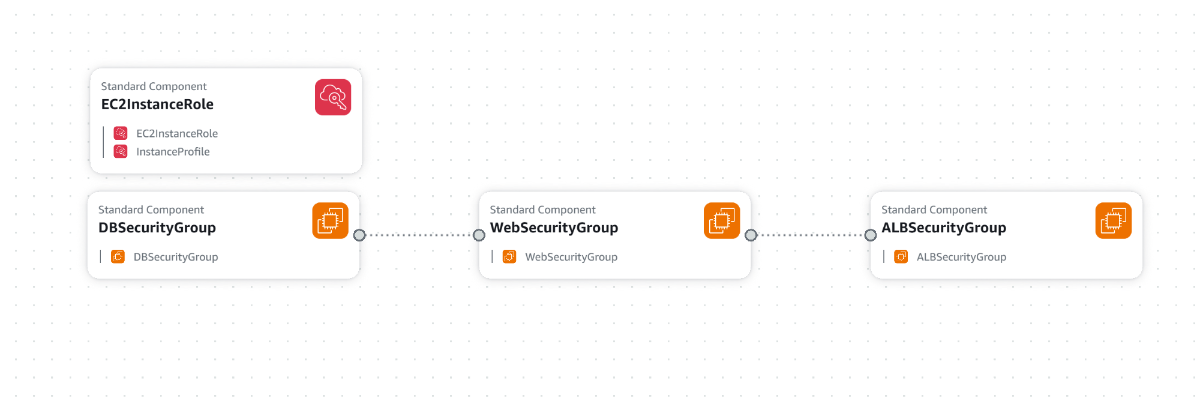 Standard Component
EC2InstanceRole
EC2InstanceRole
InstanceProfile
Standard Component
DBSecurityGroup
DBSecurityGroup
Standard Component
WebSecurityGroup
WebSecurityGroup
Standard Component
ALBSecurityGroup
ALBSecurityGroup